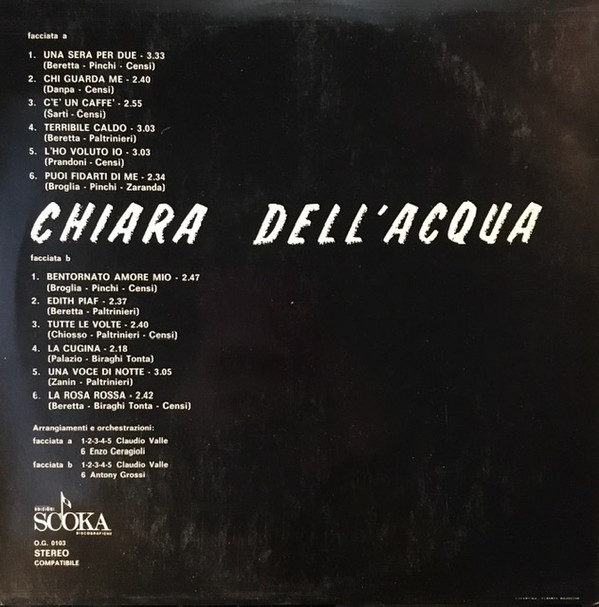 facciata a
1. UNA SERA PER DUE - 3.33
(Beretta - Pinchi - Censi)
2. CHI GUARDA ME - 2.40
(Danpa - Censi)
3. C'E' UN CAFFE' - 2.55
(Sarti - Censi)
4. TERRIBILE CALDO - 3.03
(Beretta - Paltrinieri)
5. L'HO VOLUTO IO - 3.03
(Prandoni - Censi)
6. PUOI FIDARTI DI ME - 2.34
(Broglia - Pinchi - Zaranda)
CHIARA DELL'ACQUA
facciata b
1. BENTORNATO AMORE MIO - 2.47
(Broglia - Pinchi - Censi)
2. EDITH PIAF - 2.37
(Beretta - Paltrinieri)
3. TUTTE LE VOLTE - 2.40
(Chiosso - Paltrinieri - Censi)
4. LA CUGINA - 2.18
(Palazio - Biraghi Tonta)
5. UNA VOCE DI NOTTE - 3.05
(Zanin - Paltrinieri)
6. LA ROSA ROSSA - 2.42
(Beretta - Biraghi Tonta - Censi)
Arrangiamenti e orchestrazioni:
facciata a 1-2-3-4-5 Claudio Valle
6 Enzo Ceragioli
facciata b 1-2-3-4-5 Claudio Valle
6 Antony Grossi
EDIZIONI
SCOKA
DISCOGRAFICHE
O.G. 0103
STEREO
COMPATIBILE